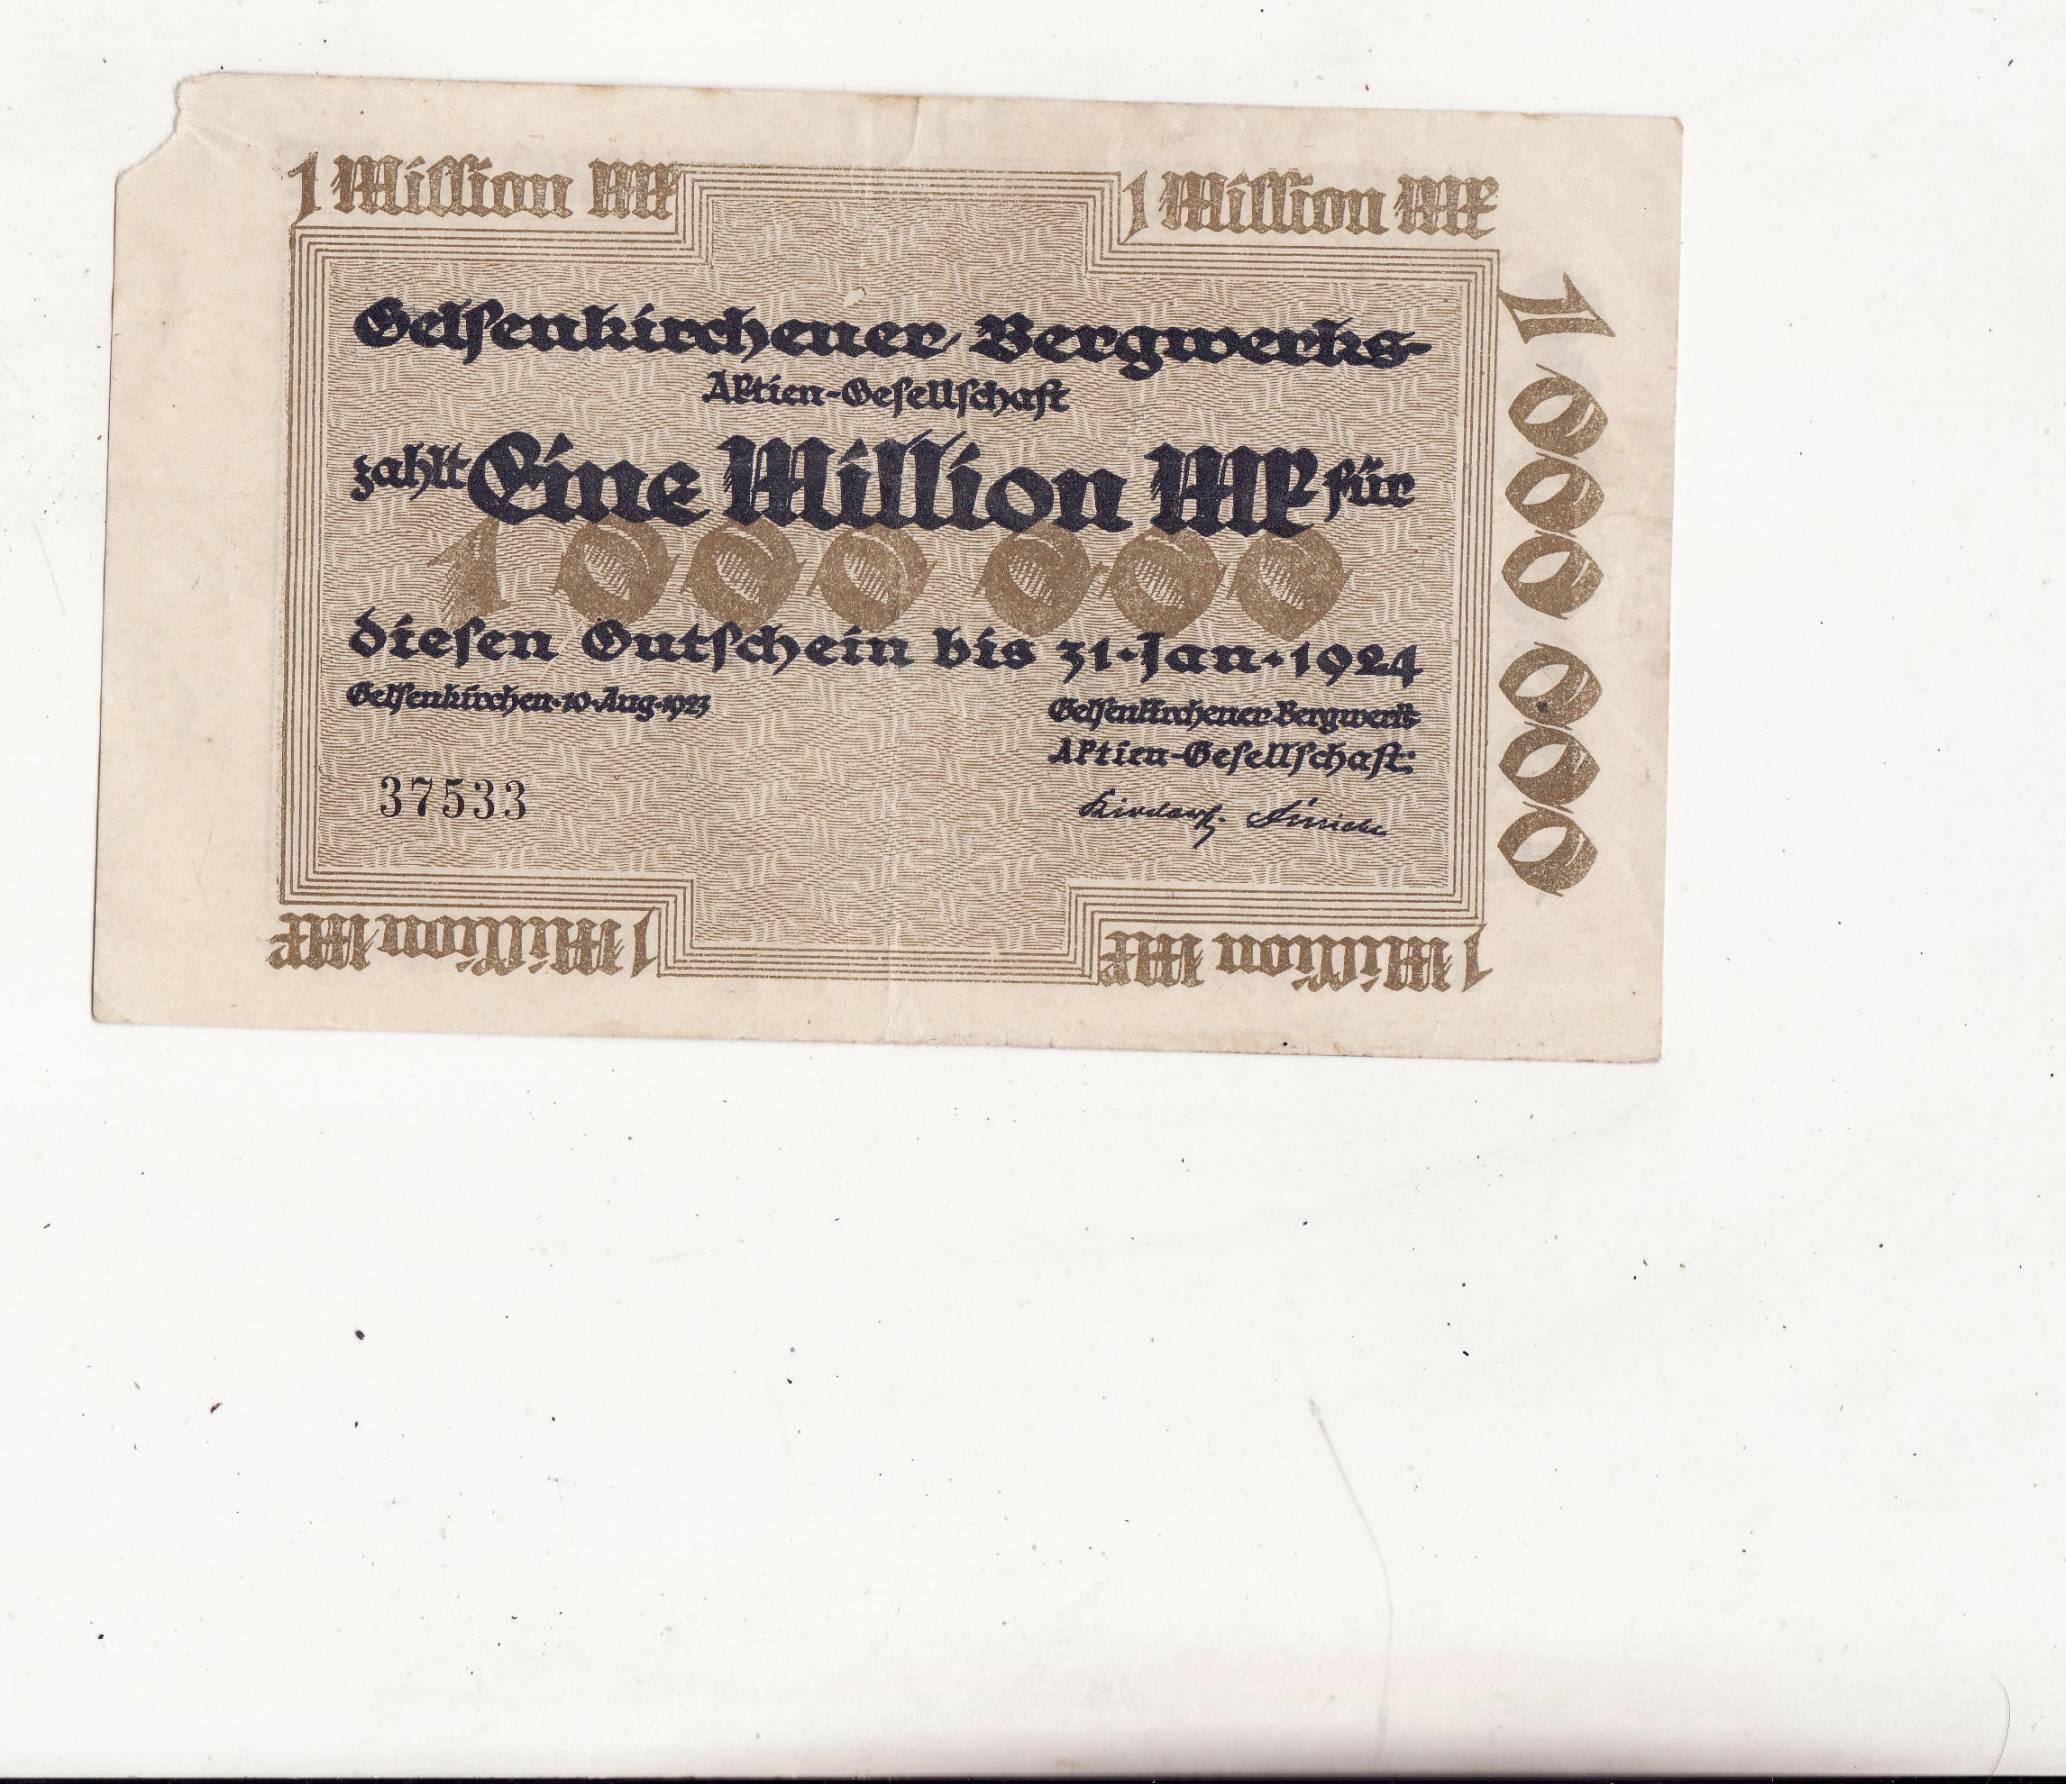 1 Million Mk
1 Million Mk
Gelsenkirchener Bergwerks-
Aktien-Gesellschaft
zahlt Eine Million Mk für
1 000 000
diesen Gutschein bis 31·Jan·1924
Gelsenkirchen·10·Aug·1923
Gelsenkirchener Bergwerks
Aktien-Gesellschaft:
37533
Kirdorf.
1 000 000
1 Million Mk
1 Million Mk